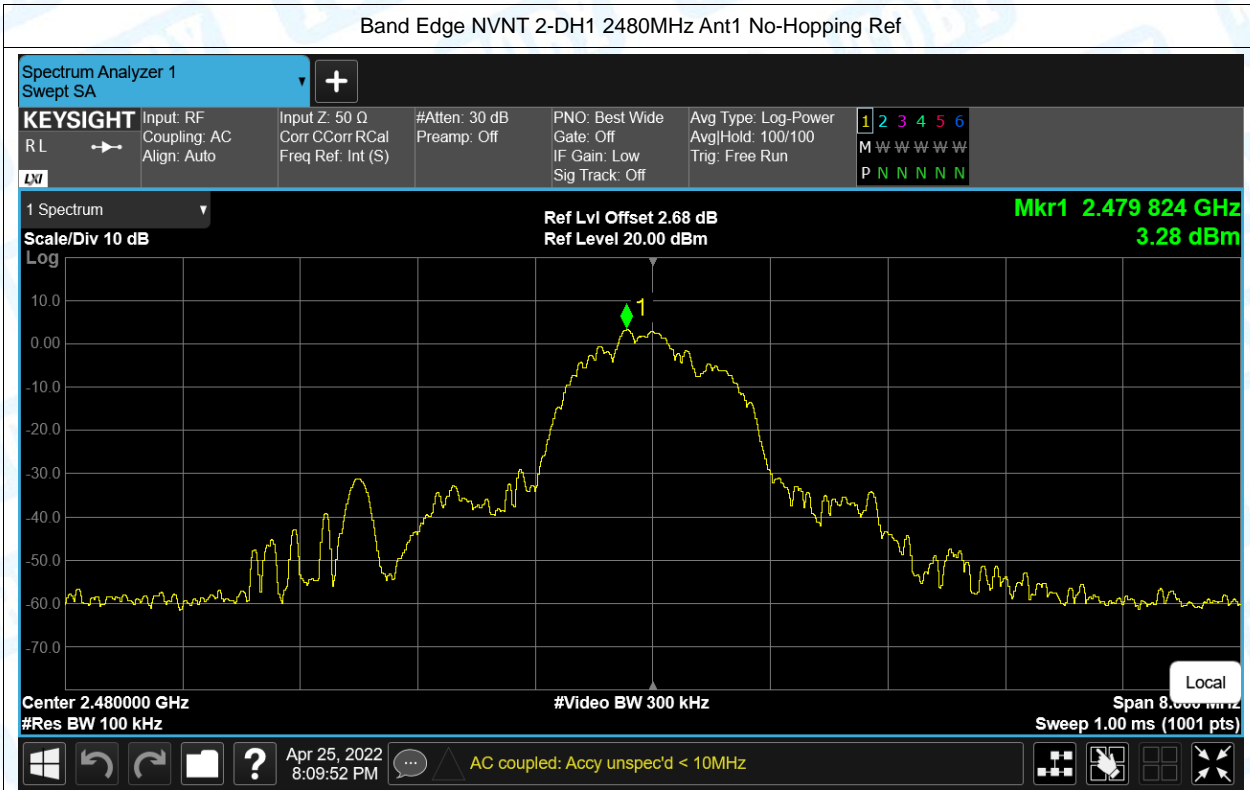 Band Edge NVNT 2-DH1 2480MHz Ant1 No-Hopping Ref
Spectrum Analyzer 1
Swept SA
KEYSIGHT
RL
LXI
Input: RF
Coupling: AC
Align: Auto
Input Z: 50 Ω
Corr CCorr RCal
Freq Ref: Int (S)
#Atten: 30 dB
Preamp: Off
PNO: Best Wide
Gate: Off
IF Gain: Low
Sig Track: Off
Avg Type: Log-Power
Avg|Hold: 100/100
Trig: Free Run
1 2 3 4 5 6
M W W W W W
P N N N N N
1 Spectrum
Scale/Div 10 dB
Log
Ref Lvl Offset 2.68 dB
Ref Level 20.00 dBm
Mkr1 2.479 824 GHz
3.28 dBm
1
10.0
0.00
-10.0
-20.0
-30.0
-40.0
-50.0
-60.0
-70.0
Local
Center 2.480000 GHz
#Res BW 100 kHz
#Video BW 300 kHz
Span 8.000 MHz
Sweep 1.00 ms (1001 pts)
?
Apr 25, 2022
8:09:52 PM
AC coupled: Accy unspec'd < 10MHz